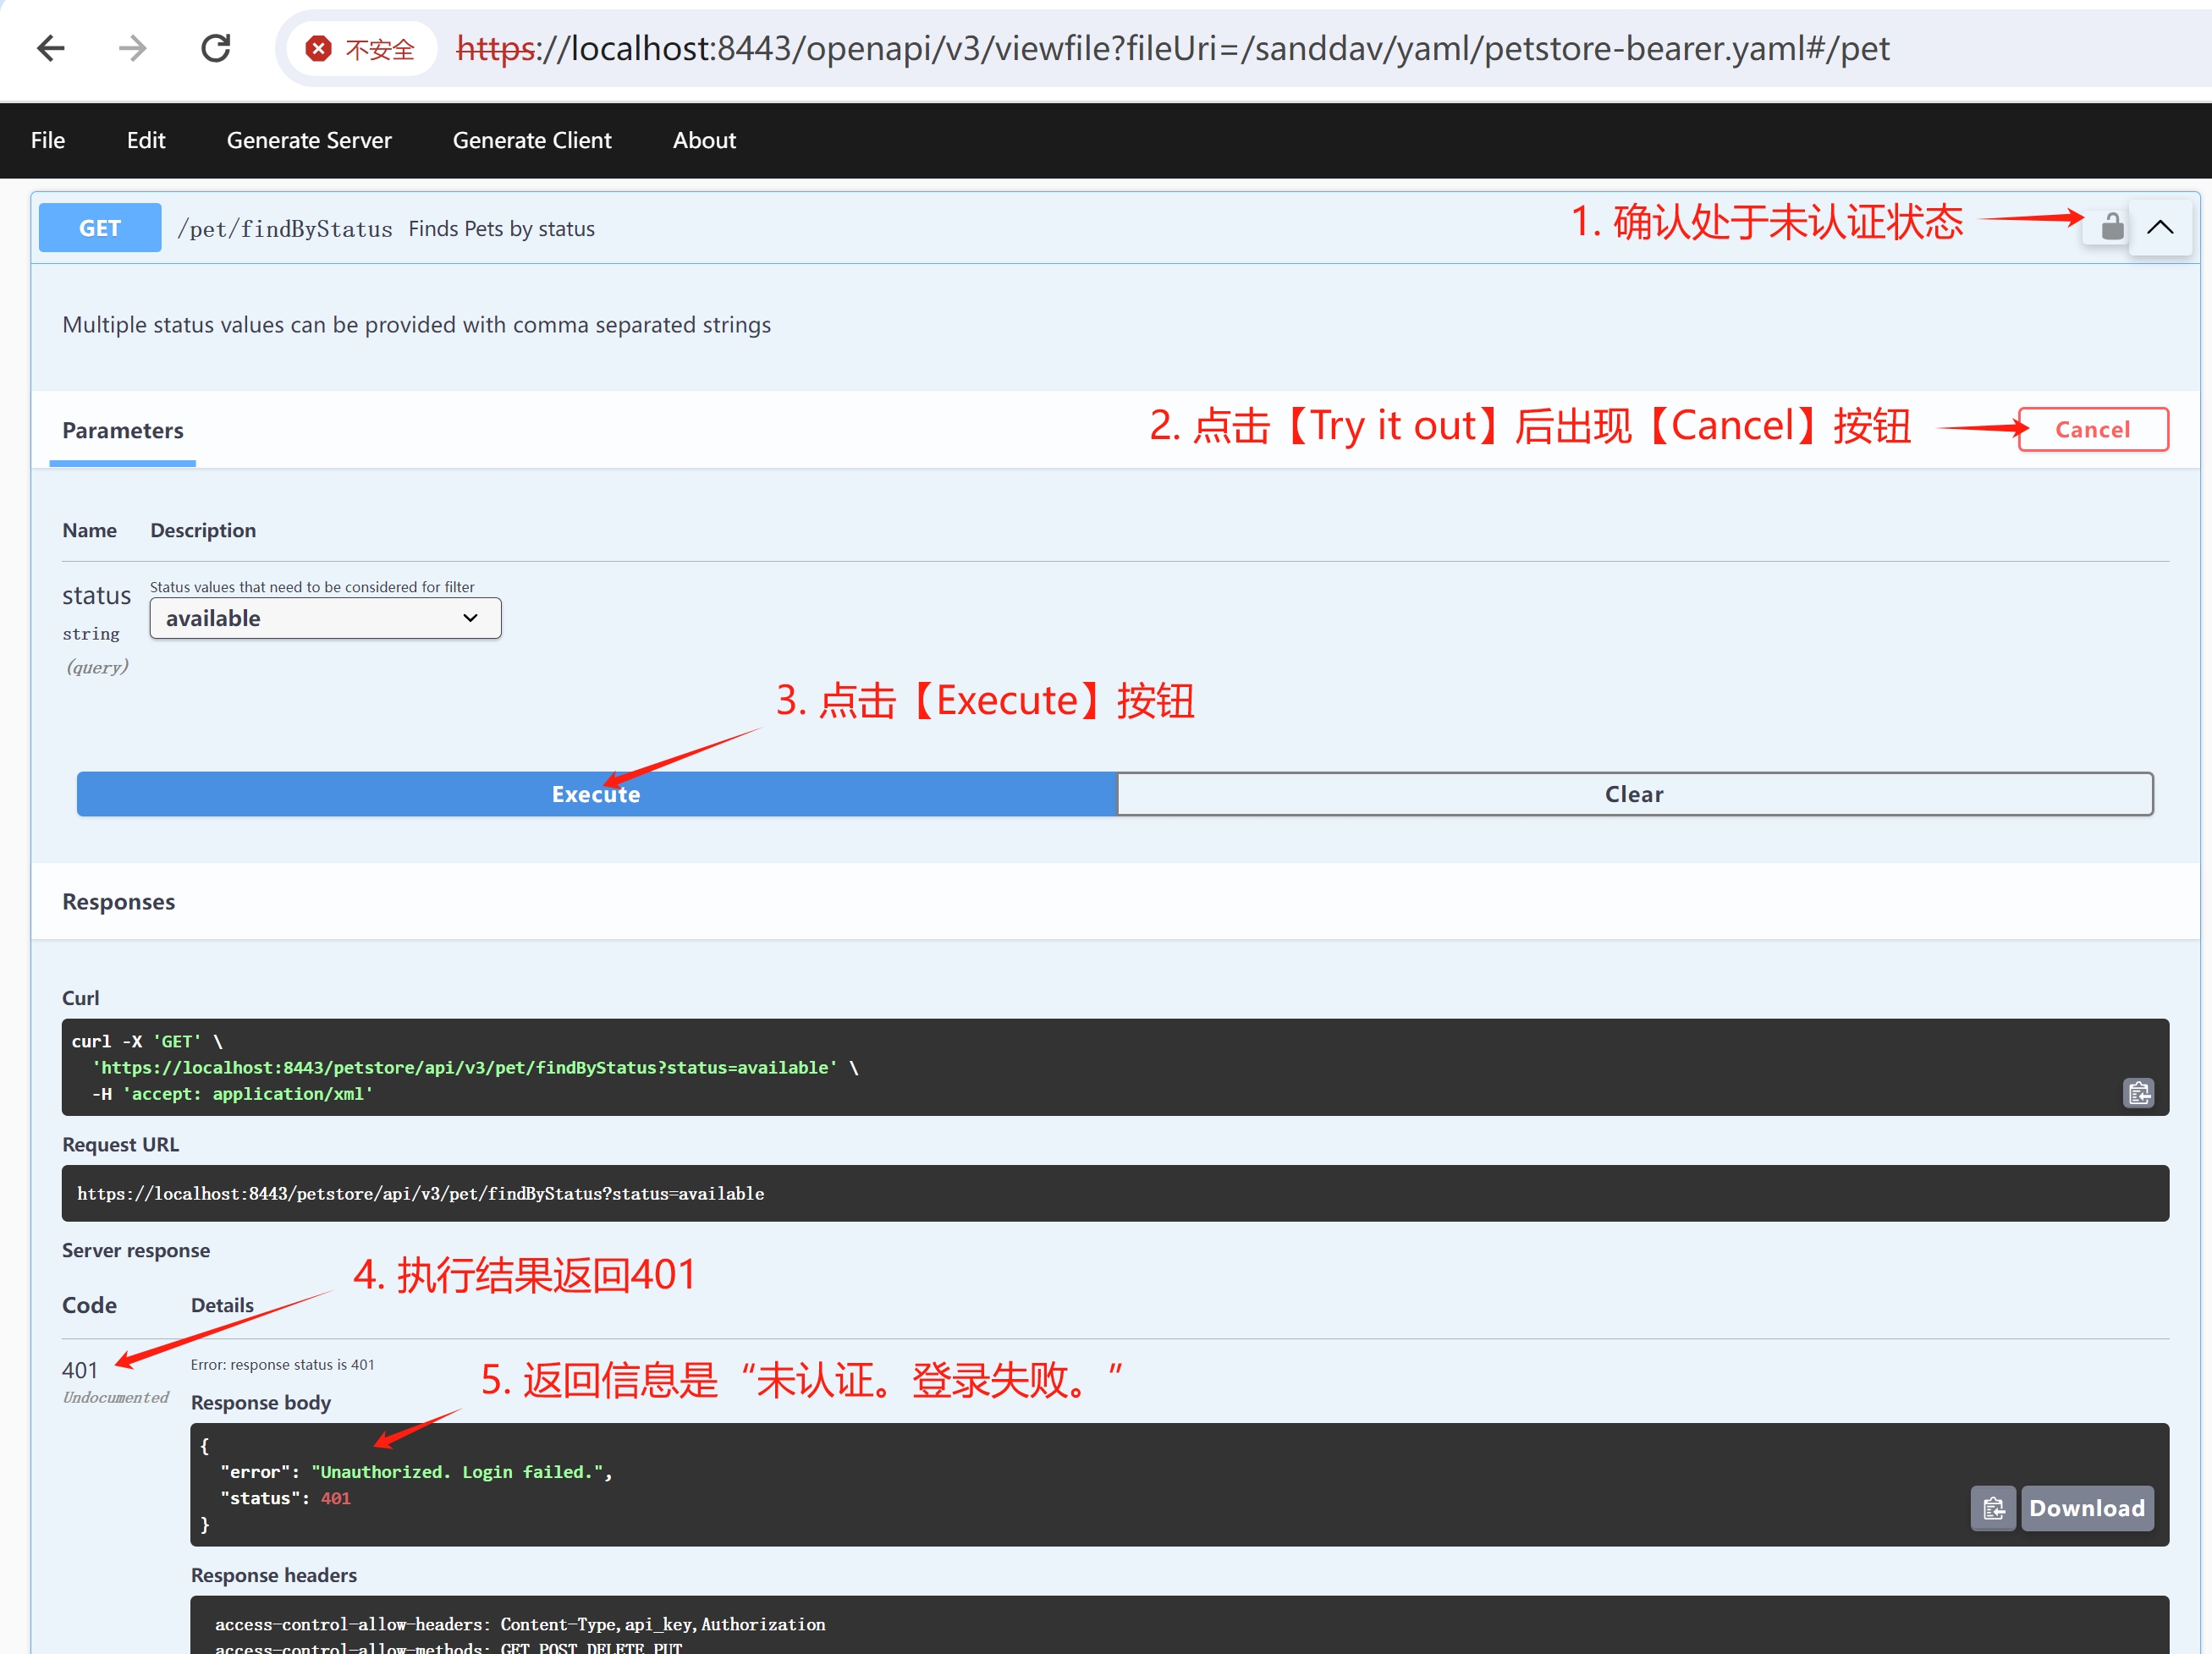 不安全 https://localhost:8443/openapi/v3/viewfile?fileUri=/sanddav/yaml/petstore-bearer.yaml#/pet
File Edit Generate Server Generate Client About
GET /pet/findByStatus Finds Pets by status
1. 确认处于未认证状态
Multiple status values can be provided with comma separated strings
Parameters
2. 点击【Try it out】后出现【Cancel】按钮
Cancel
Name Description
status
string
(query)
Status values that need to be considered for filter
available
3. 点击【Execute】按钮
Execute Clear
Responses
Curl
curl -X 'GET' \
'https://localhost:8443/petstore/api/v3/pet/findByStatus?status=available' \
-H 'accept: application/xml'
Request URL
https://localhost:8443/petstore/api/v3/pet/findByStatus?status=available
Server response
4. 执行结果返回401
Code Details
401
Undocumented
Error: response status is 401
5. 返回信息是“未认证。登录失败。”
Response body
{
"error": "Unauthorized. Login failed.",
"status": 401
}
Download
Response headers
access-control-allow-headers: Content-Type,api_key,Authorization
access-control-allow-methods: GET,POST,DELETE,PUT